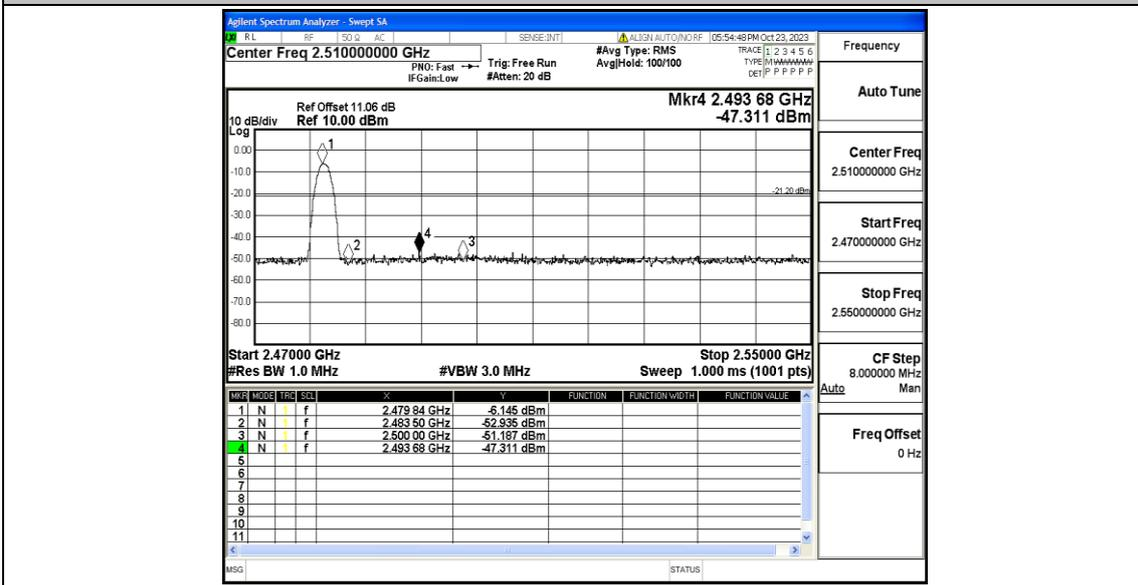 Agilent Spectrum Analyzer - Swept SA
LXI RL RF 50 Ω AC SENSE:INT ALIGN AUTO/NO RF 05:54:48 PM Oct 23, 2023
Center Freq 2.510000000 GHz #Avg Type: RMS TRACE 1 2 3 4 5 6
PNO: Fast Trig: Free Run Avg|Hold: 100/100 TYPE MWWWWW
IFGain:Low #Atten: 20 dB DET P P P P P P
Mkr4 2.493 68 GHz
Ref Offset 11.06 dB
10 dB/div Ref 10.00 dBm -47.311 dBm
Log
0.00
-10.0
-20.0
-30.0
-40.0
-50.0
-60.0
-70.0
-80.0
1
2
4
3
-21.20 dBm
Start 2.47000 GHz Stop 2.55000 GHz
#Res BW 1.0 MHz #VBW 3.0 MHz Sweep 1.000 ms (1001 pts)
MKR MODE TRC SCL X Y FUNCTION FUNCTION WIDTH FUNCTION VALUE
1 N 1 f 2.479 84 GHz -6.145 dBm
2 N 1 f 2.483 50 GHz -52.935 dBm
3 N 1 f 2.500 00 GHz -51.187 dBm
4 N 1 f 2.493 68 GHz -47.311 dBm
5
6
7
8
9
10
11
MSG STATUS
Frequency
Auto Tune
Center Freq
2.510000000 GHz
Start Freq
2.470000000 GHz
Stop Freq
2.550000000 GHz
CF Step
8.000000 MHz
Auto Man
Freq Offset
0 Hz